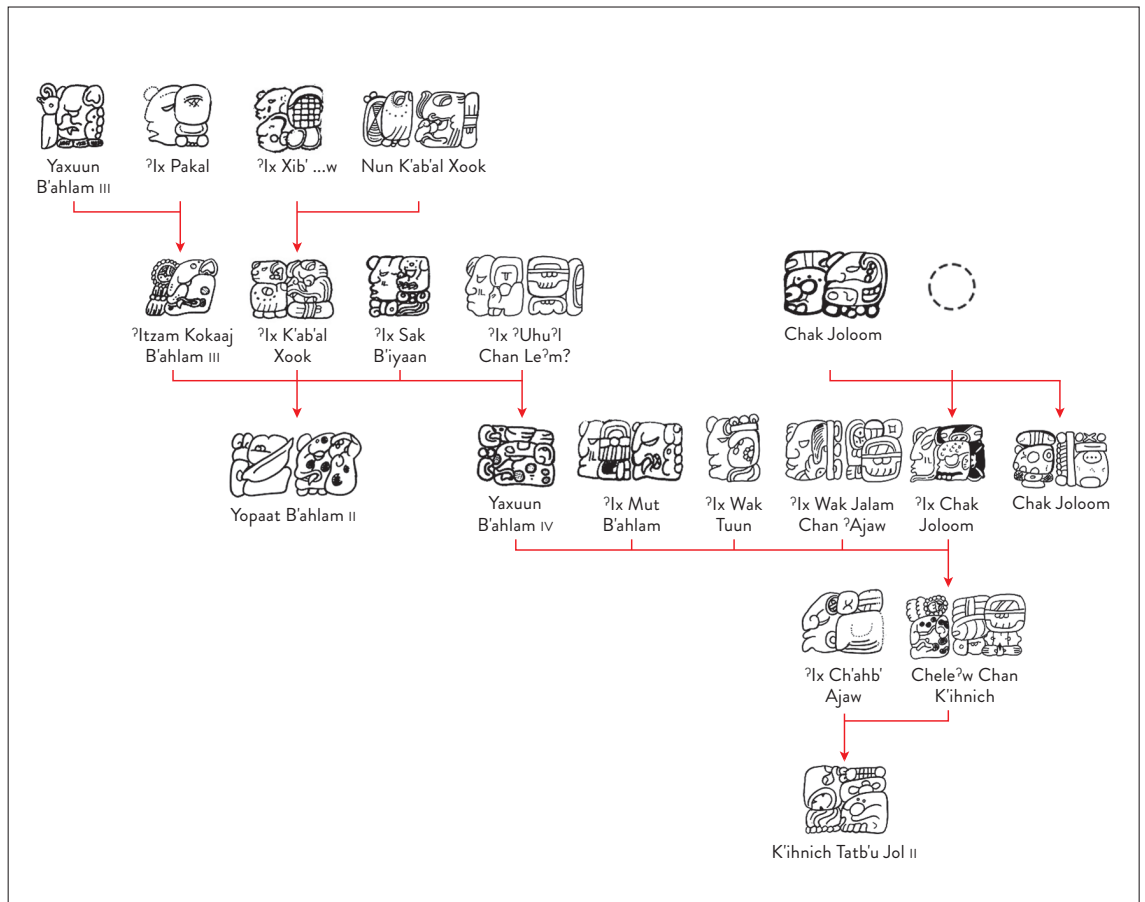 Yaxuun
B'ahlam III
ˀIx Pakal
ˀIx Xib' ...w
Nun K'ab'al Xook
ˀItzam Kokaaj
B'ahlam III
ˀIx K'ab'al
Xook
ˀIx Sak
B'iyaan
ˀIx ˀUhuˀl
Chan Leˀm?
Chak Joloom
Yopaat B'ahlam II
Yaxuun
B'ahlam IV
ˀIx Mut
B'ahlam
ˀIx Wak
Tuun
ˀIx Wak Jalam
Chan ˀAjaw
ˀIx Chak
Joloom
Chak Joloom
ˀIx Ch'ahb'
Ajaw
Cheleˀw Chan
K'ihnich
K'ihnich Tatb'u Jol II